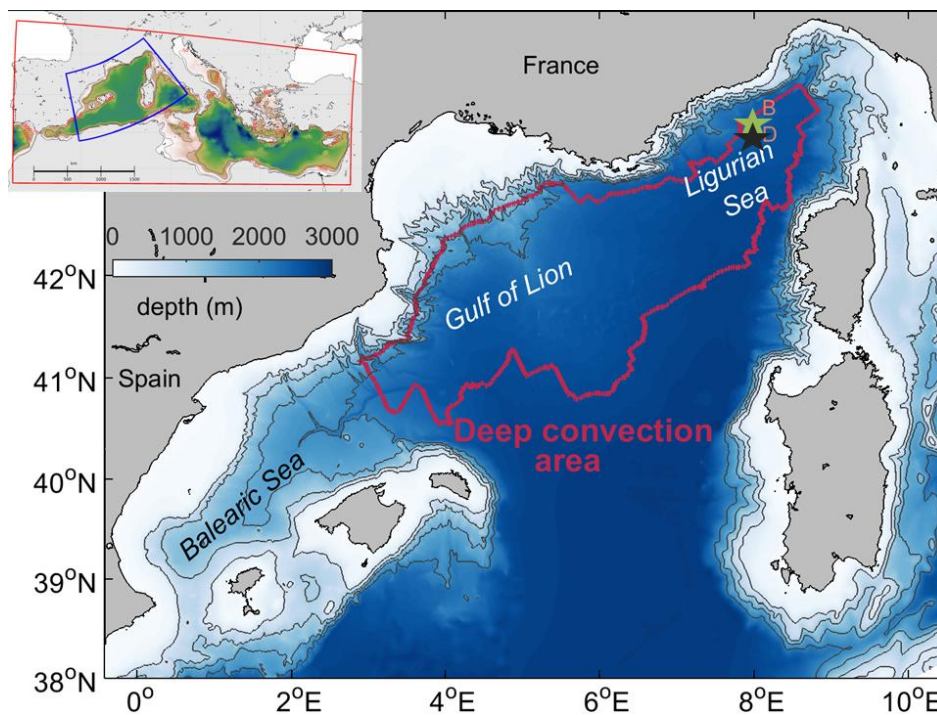 France
B
D
Ligurian
Sea
0 1000 2000 3000
depth (m)
Gulf of Lion
Spain
Deep convection
area
Balearic Sea
42°N
41°N
40°N
39°N
38°N
0° 2°E 4°E 6°E 8°E 10°E